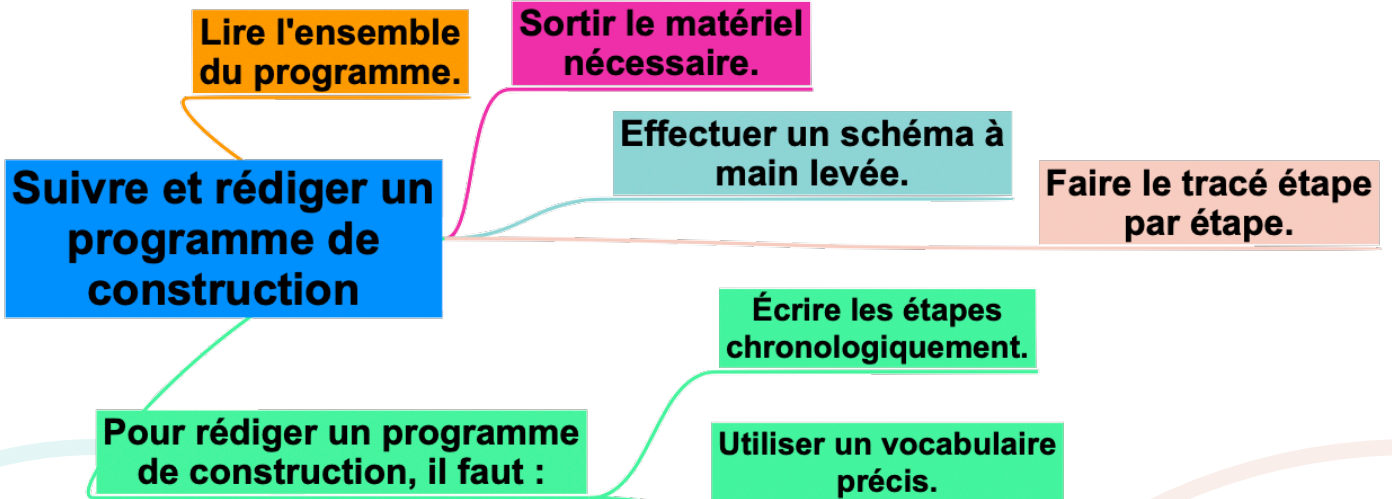 Lire l'ensemble
du programme.
Sortir le matériel
nécessaire.
Effectuer un schéma à
main levée.
Faire le tracé étape
par étape.
Suivre et rédiger un
programme de
construction
Écrire les étapes
chronologiquement.
Pour rédiger un programme
de construction, il faut :
Utiliser un vocabulaire
précis.